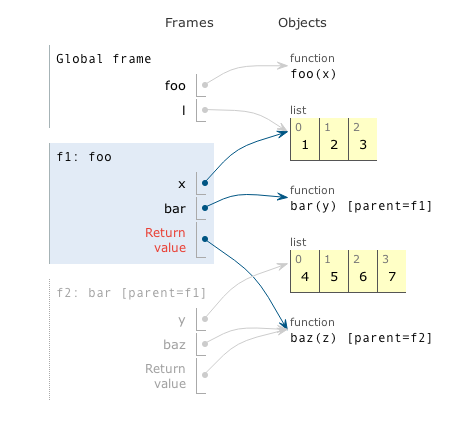 Frames Objects
Global frame
foo
l
function
foo(x)
list
0 1 2
1 2 3
f1: foo
x
bar
Return
value
function
bar(y) [parent=f1]
list
0 1 2 3
4 5 6 7
f2: bar [parent=f1]
y
baz
Return
value
function
baz(z) [parent=f2]